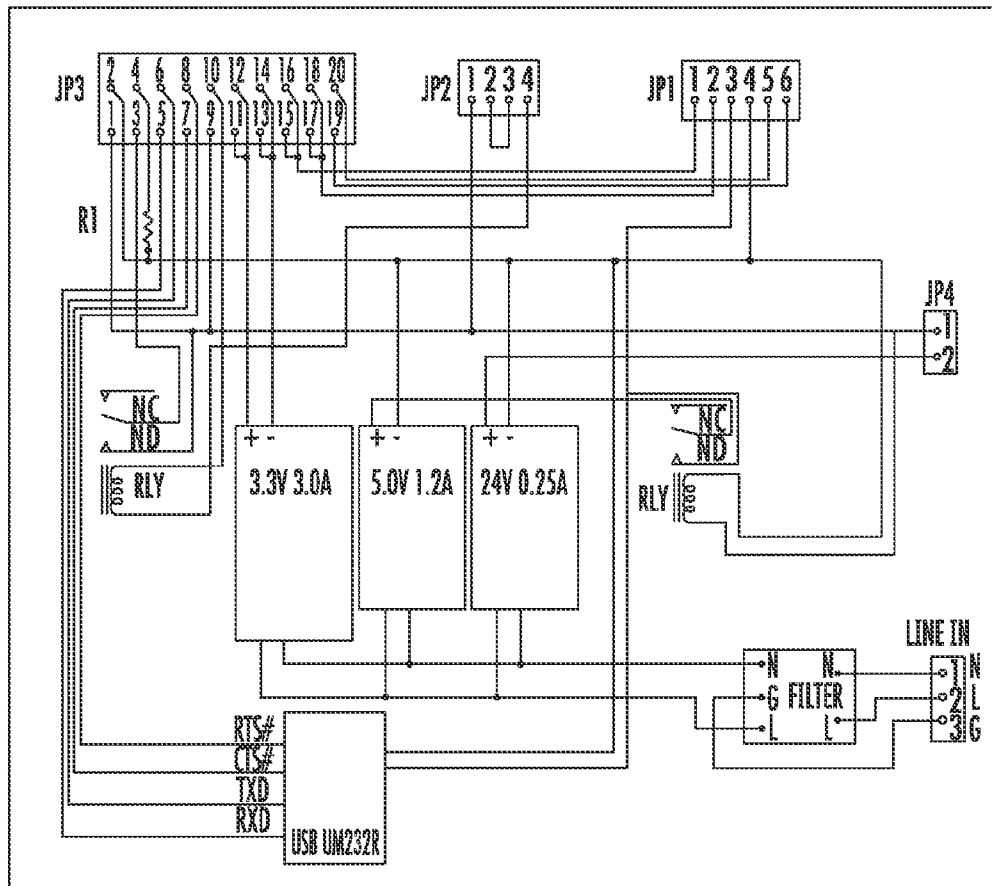 JP3
2 4 6 8 10 12 14 16 18 20
1 3 5 7 9 11 13 15 17 19
JP2
1 2 3 4
JP1
1 2 3 4 5 6
R1
JP4
1
2
NC
ND
RLY
+ -
3.3V 3.0A
+ -
5.0V 1.2A
+ -
24V 0.25A
NC
ND
RLY
LINE IN
N N
G FILTER
L L
1 N
2 L
3 G
RTS#
CTS#
TXD
RXD
USB UM232R